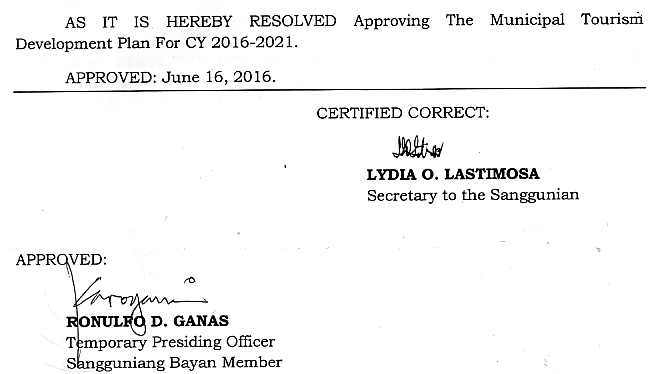 AS IT IS HEREBY RESOLVED Approving The Municipal Tourism
Development Plan For CY 2016-2021.
APPROVED: June 16, 2016.
CERTIFIED CORRECT:
LYDIA O. LASTIMOSA
Secretary to the Sanggunian
APPROVED:
RONULFO D. GANAS
Temporary Presiding Officer
Sangguniang Bayan Member